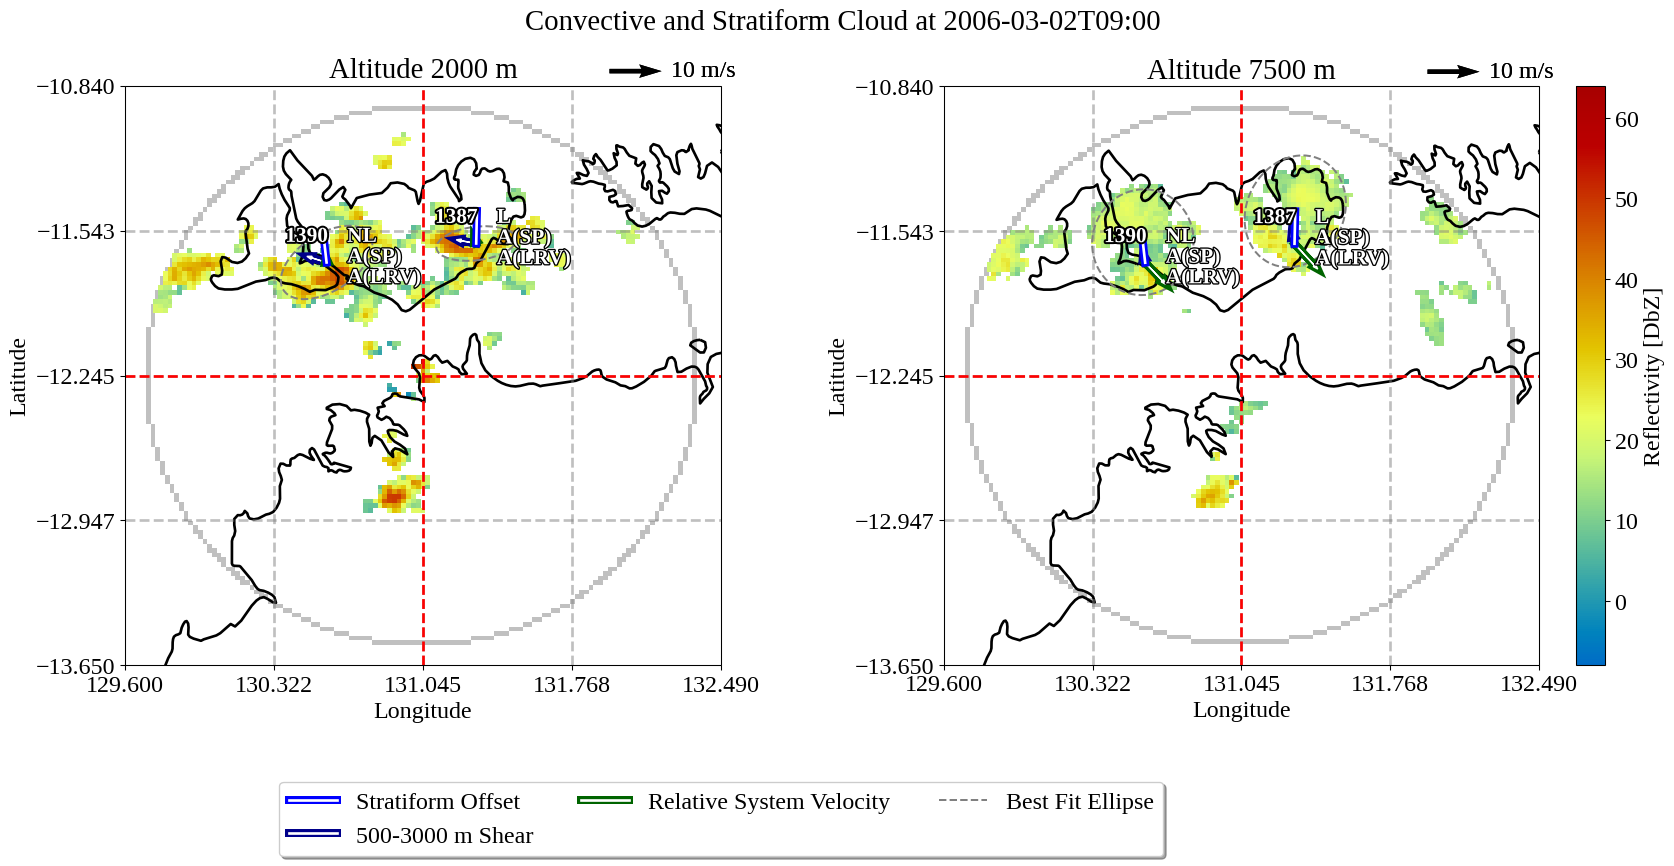 Convective and Stratiform Cloud at 2006-03-02T09:00
Altitude 2000 m
10 m/s
−10.840
−11.543
−12.245
−12.947
−13.650
129.600
130.322
131.045
131.768
132.490
Longitude
Latitude
1387
L
A(SP)
A(LRV)
1390
NL
A(SP)
A(LRV)
Altitude 7500 m
10 m/s
−10.840
−11.543
−12.245
−12.947
−13.650
129.600
130.322
131.045
131.768
132.490
Longitude
Latitude
1387
L
A(SP)
A(LRV)
1390
NL
A(SP)
A(LRV)
60
50
40
30
20
10
0
Reflectivity [DbZ]
Stratiform Offset
500-3000 m Shear
Relative System Velocity
Best Fit Ellipse